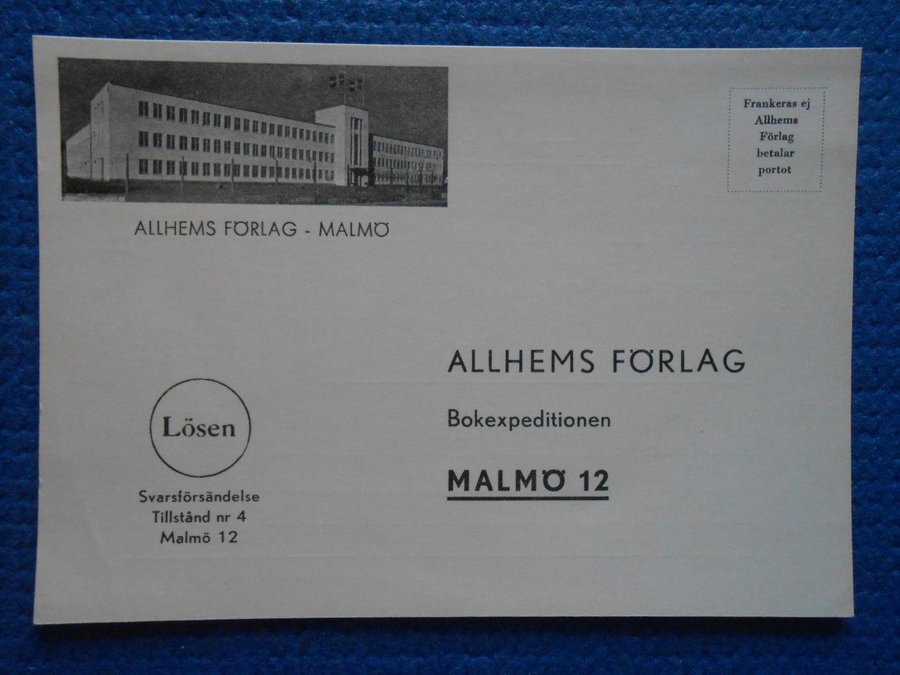 ALLHEMS FÖRLAG - MALMÖ
Frankeras ej
Allhems
Förlag
betalar
portot
ALLHEMS FÖRLAG
Bokexpeditionen
MALMÖ 12
Lösen
Svarsförsändelse
Tillstånd nr 4
Malmö 12